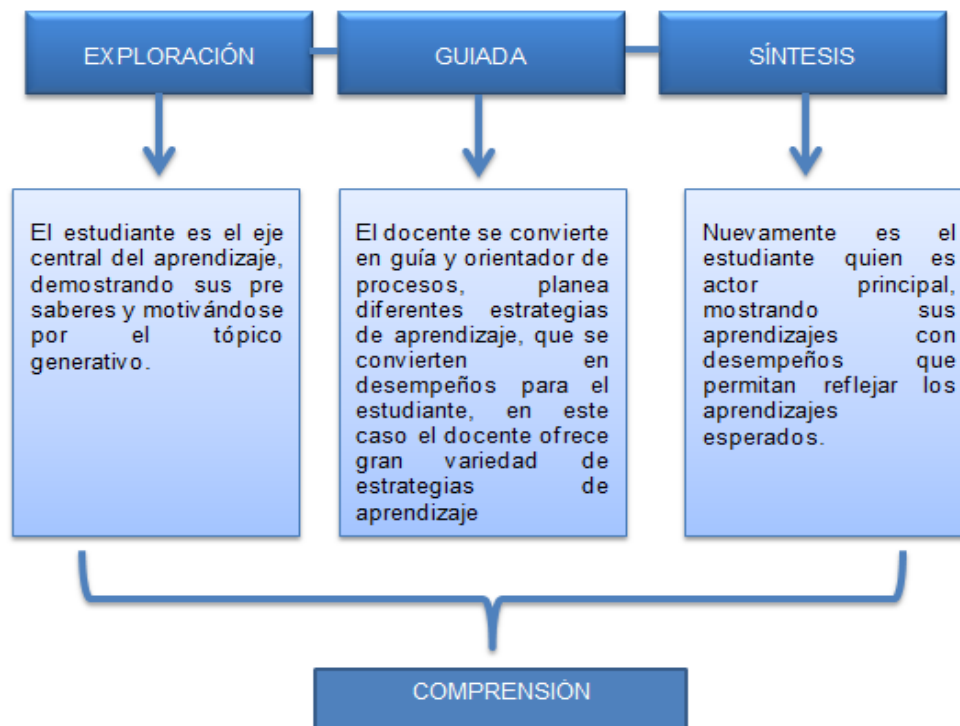 EXPLORACIÓN
GUIADA
SÍNTESIS
El estudiante es el eje
central del aprendizaje,
demostrando sus pre
saberes y motivándose
por el tópico
generativo.
El docente se convierte
en guía y orientador de
procesos, planea
diferentes estrategias
de aprendizaje, que se
convierten en
desempeños para el
estudiante, en este
caso el docente ofrece
gran variedad de
estrategias de
aprendizaje
Nuevamente es el
estudiante quien es
actor principal,
mostrando sus
aprendizajes con
desempeños que
permitan reflejar los
aprendizajes
esperados.
COMPRENSIÓN